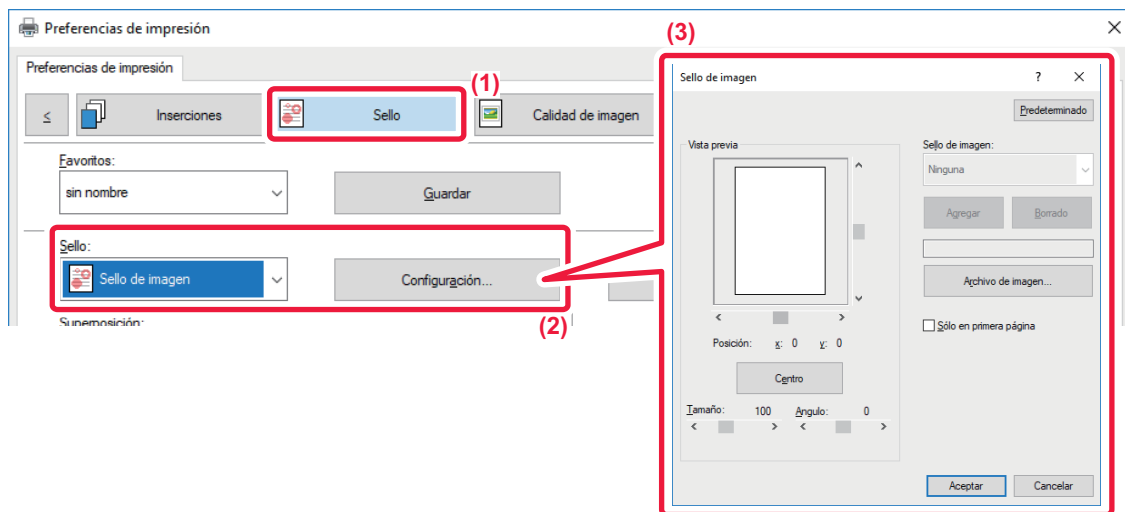 Preferencias de impresión
Preferencias de impresión
(1)
< Inserciones Sello Calidad de imagen
Favoritos:
sin nombre Guardar
Sello:
Sello de imagen Configuración...
Superposición:
(2)
(3)
Sello de imagen ? ×
Predeterminado
Vista previa
Sello de imagen:
Ninguna
Agregar Borrado
Archivo de imagen...
Sólo en primera página
Posición: x: 0 y: 0
Centro
Tamaño: 100 Angulo: 0
Aceptar Cancelar